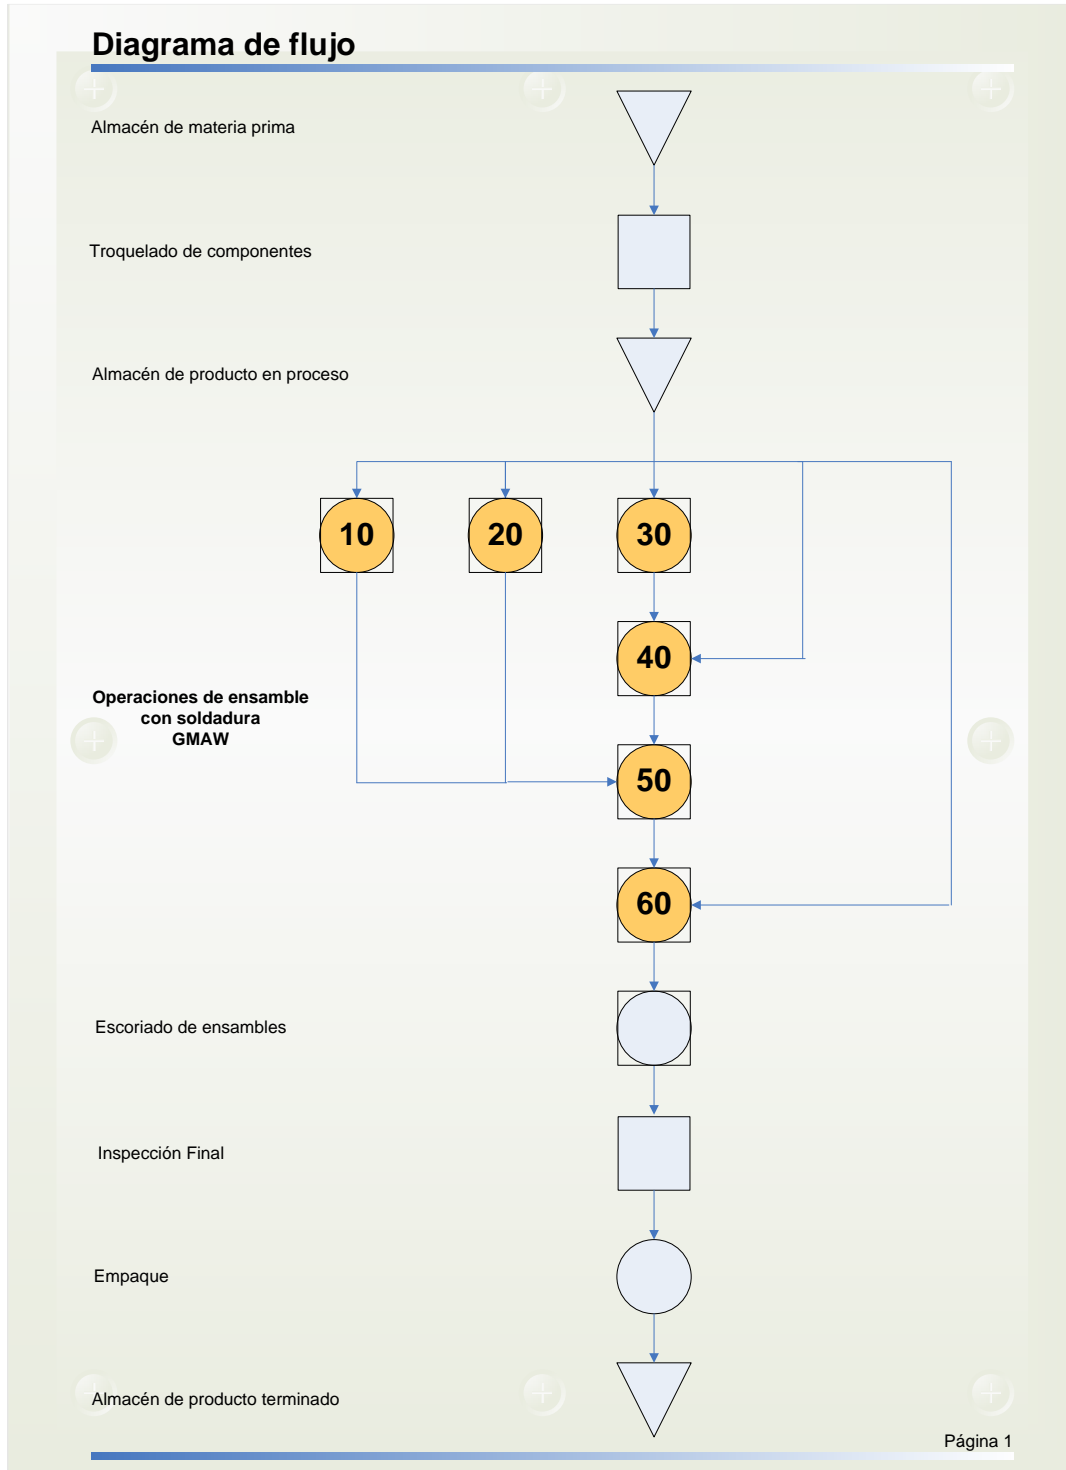 Diagrama de flujo
Almacén de materia prima
Troquelado de componentes
Almacén de producto en proceso
10
20
30
40
Operaciones de ensamble
con soldadura
GMAW
50
60
Escoriado de ensambles
Inspección Final
Empaque
Almacén de producto terminado
Página 1